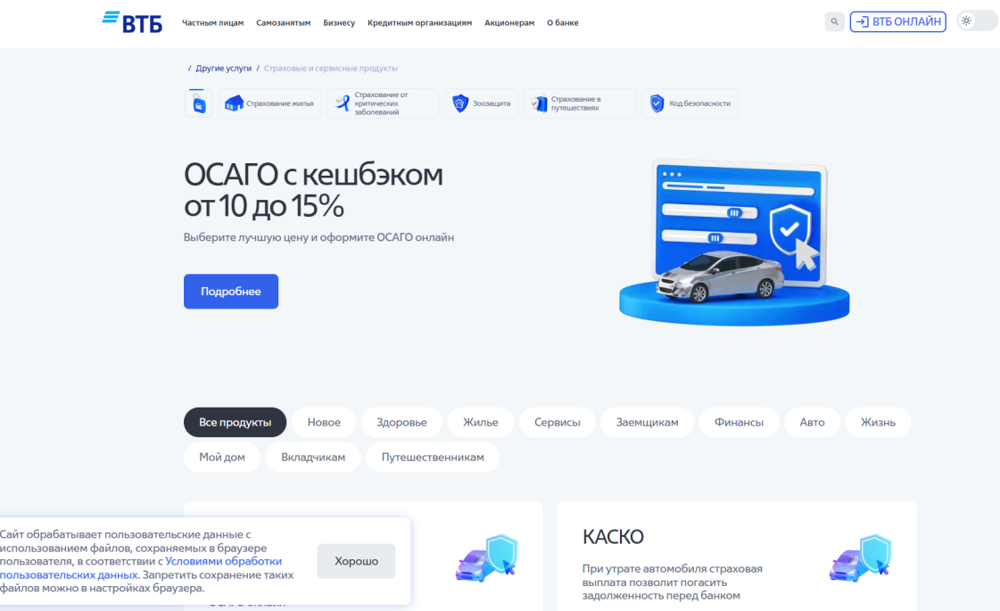 ВТБ
Частным лицам Самозанятым Бизнесу Кредитным организациям Акционерам О банке
ВТБ ОНЛАЙН
/ Другие услуги / Страховые и сервисные продукты
Страхование жилья
Страхование от
критических
заболеваний
Зоозащита
Страхование в
путешествиях
Код безопасности
ОСАГО с кешбэком
от 10 до 15%
Выберите лучшую цену и оформите ОСАГО онлайн
Подробнее
Все продукты Новое Здоровье Жилье Сервисы Заемщикам Финансы Авто Жизнь
Мой дом Вкладчикам Путешественникам
Сайт обрабатывает пользовательские данные с
использованием файлов, сохраняемых в браузере
пользователя, в соответствии с Условиями обработки
пользовательских данных. Запретить сохранение таких
файлов можно в настройках браузера.
Хорошо
КАСКО
При утрате автомобиля страховая
выплата позволит погасить
задолженность перед банком